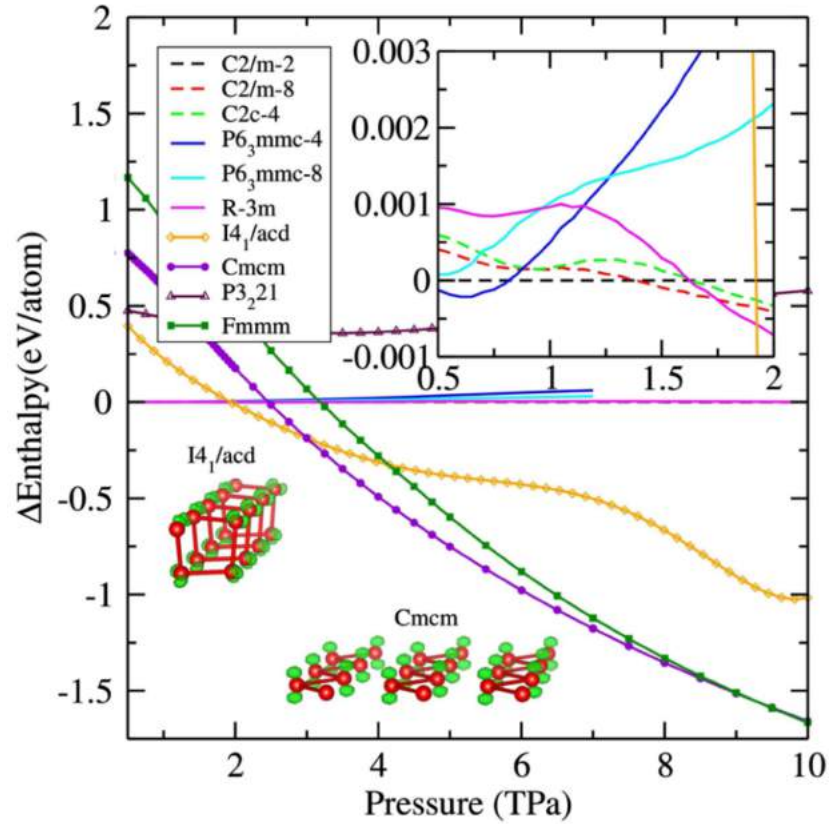 2
1.5
1
0.5
0
-0.5
-1
-1.5
ΔEnthalpy(eV/atom)
C2/m-2
C2/m-8
C2c-4
P6₃mmc-4
P6₃mmc-8
R-3m
I4₁/acd
Cmcm
P3₂21
Fmmm
0.003
0.002
0.001
0
-0.001
0.5 1 1.5 2
I4₁/acd
Cmcm
2 4 6 8 10
Pressure (TPa)